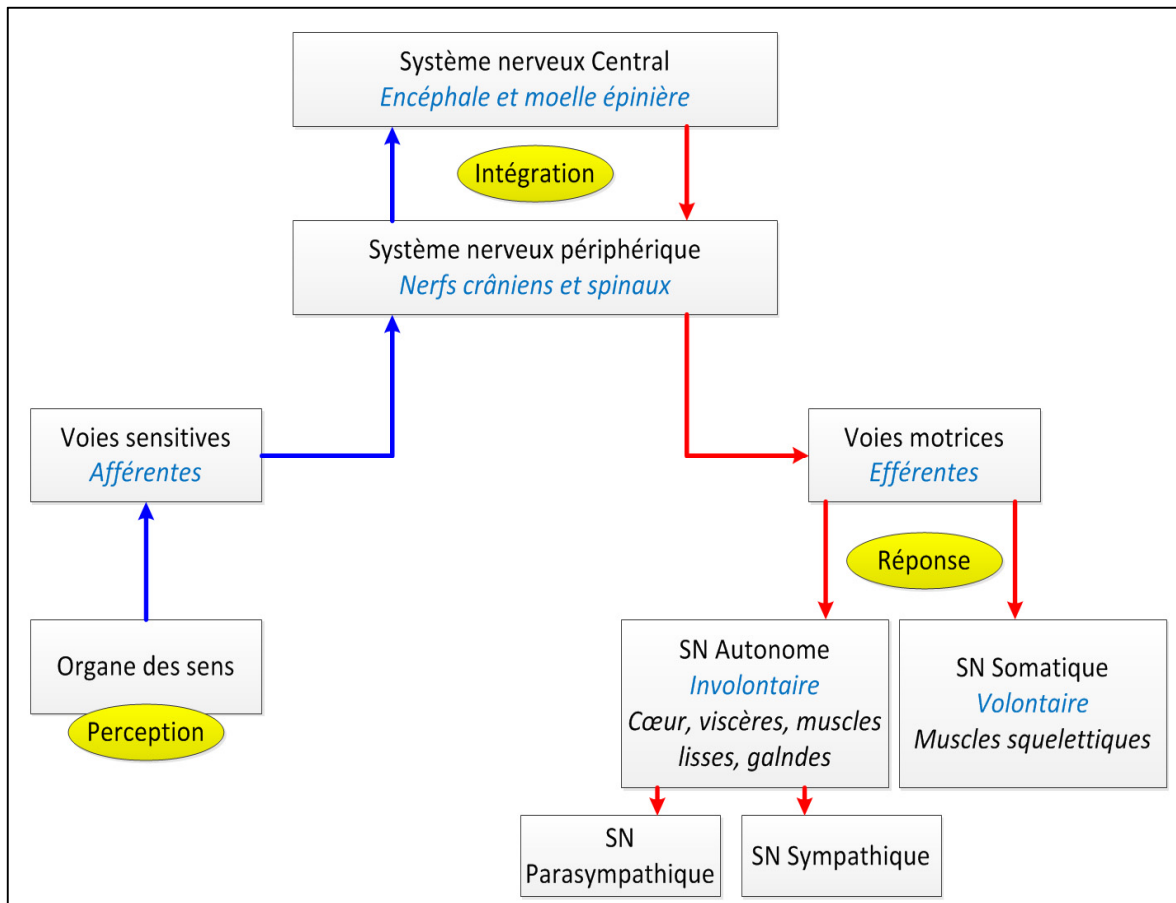 Système nerveux Central
Encéphale et moelle épinière
Intégration
Système nerveux périphérique
Nerfs crâniens et spinaux
Voies sensitives
Afférentes
Voies motrices
Efférentes
Réponse
Organe des sens
Perception
SN Autonome
Involontaire
Cœur, viscères, muscles
lisses, galndes
SN Somatique
Volontaire
Muscles squelettiques
SN
Parasympathique
SN Sympathique